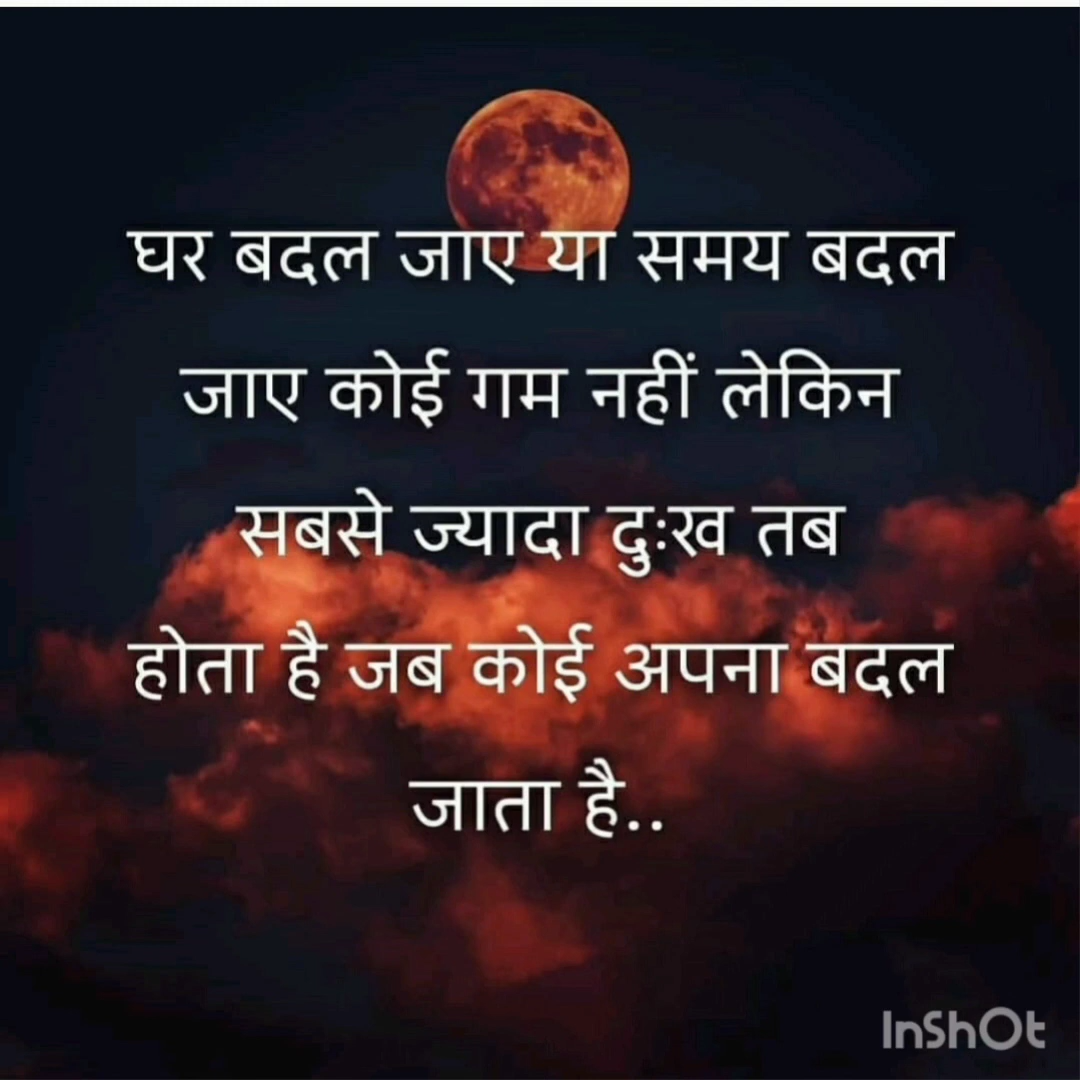 घर बदल जाए या समय बदल
जाए कोई गम नहीं लेकिन
सबसे ज्यादा दुःख तब
होता है जब कोई अपना बदल
जाता है..
InShOt